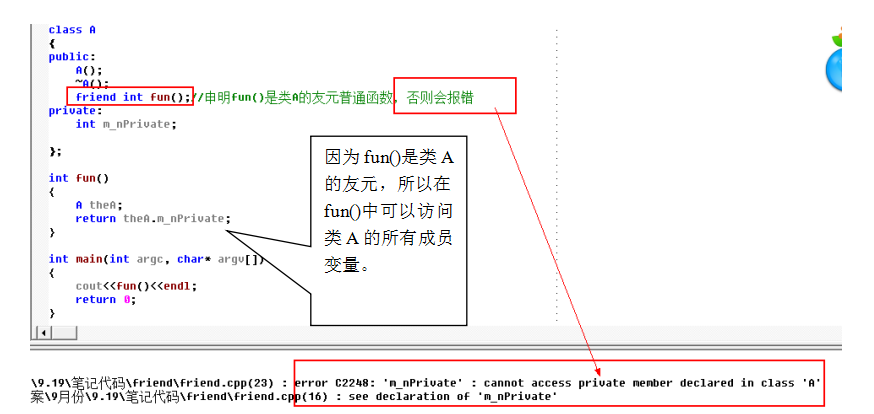 class A
{
public:
A();
~A();
friend int fun();//申明fun()是类A的友元普通函数，否则会报错
private:
int m_nPrivate;
};
int fun()
{
A theA;
return theA.m_nPrivate;
}
int main(int argc, char* argv[])
{
cout<<fun()<<endl;
return 0;
}
因为 fun()是类 A
的友元，所以在
fun()中可以访问
类 A 的所有成员
变量。
\9.19\笔记代码\friend\friend.cpp(23) : error C2248: 'm_nPrivate' : cannot access private member declared in class 'A'
案\9月份\9.19\笔记代码\friend\friend.cpp(16) : see declaration of 'm_nPrivate'